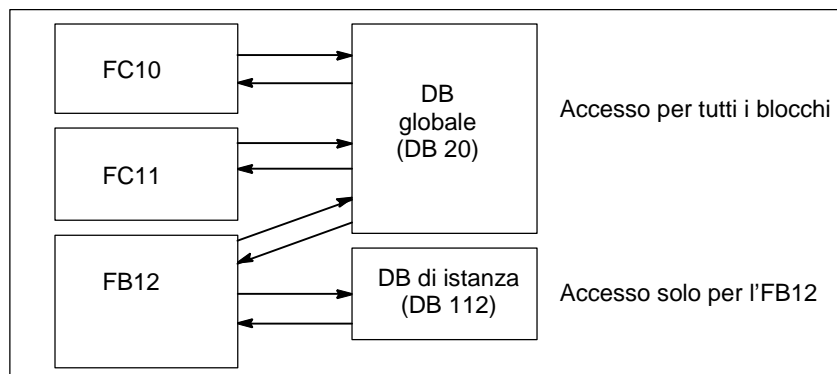 FC10
DB
globale
(DB 20)
Accesso per tutti i blocchi
FC11
FB12
DB di istanza
(DB 112)
Accesso solo per l'FB12